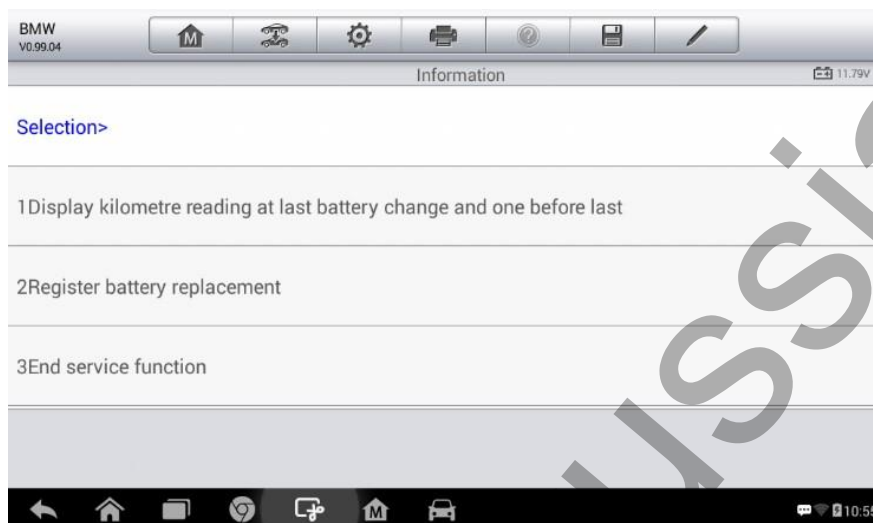 BMW
V0.99.04
M
Information
11.79V
Selection>
1Display kilometre reading at last battery change and one before last
2Register battery replacement
3End service function
M
10:55